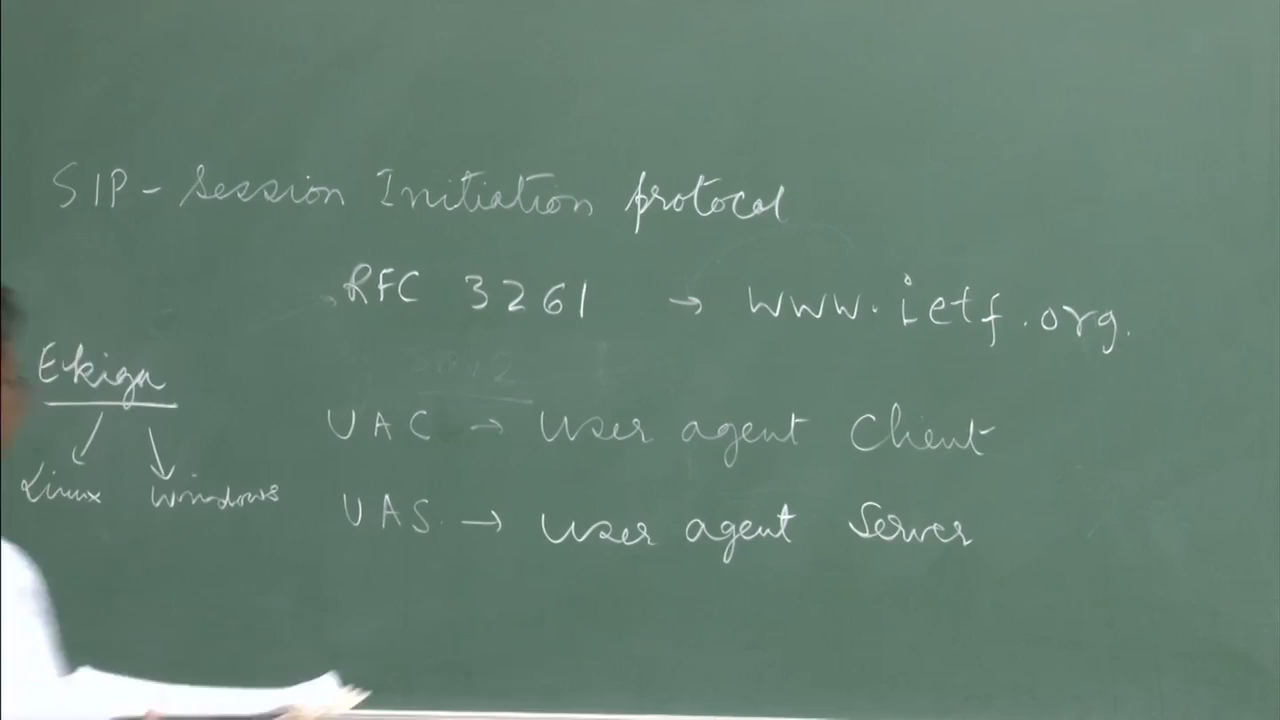 SIP - Session Initiation protocol
RFC 3261 → www.ietf.org.
Ekiga
Linux Windows
UAC → User agent Client
UAS. → User agent Server